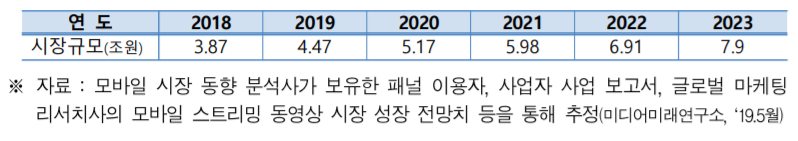 연 도 2018 2019 2020 2021 2022 2023
시장규모(조원) 3.87 4.47 5.17 5.98 6.91 7.9
※ 자료 : 모바일 시장 동향 분석사가 보유한 패널 이용자, 사업자 사업 보고서, 글로벌 마케팅
리서치사의 모바일 스트리밍 동영상 시장 성장 전망치 등을 통해 추정(미디어미래연구소, ‘19.5월)